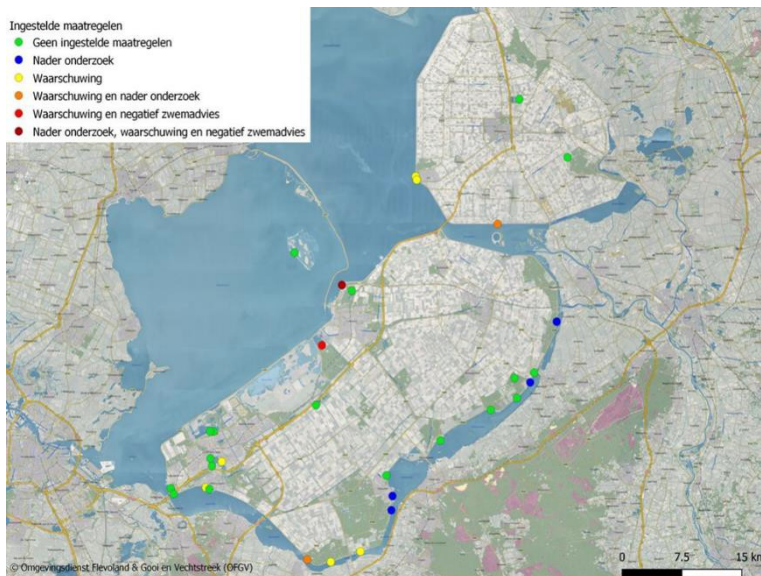 Ingestelde maatregelen
Geen ingestelde maatregelen
Nader onderzoek
Waarschuwing
Waarschuwing en nader onderzoek
Waarschuwing en negatief zwemadvies
Nader onderzoek, waarschuwing en negatief zwemadvies
© Omgevingsdienst Flevoland & Gooi en Vechtstreek (OFGV)
0 7.5 15 km